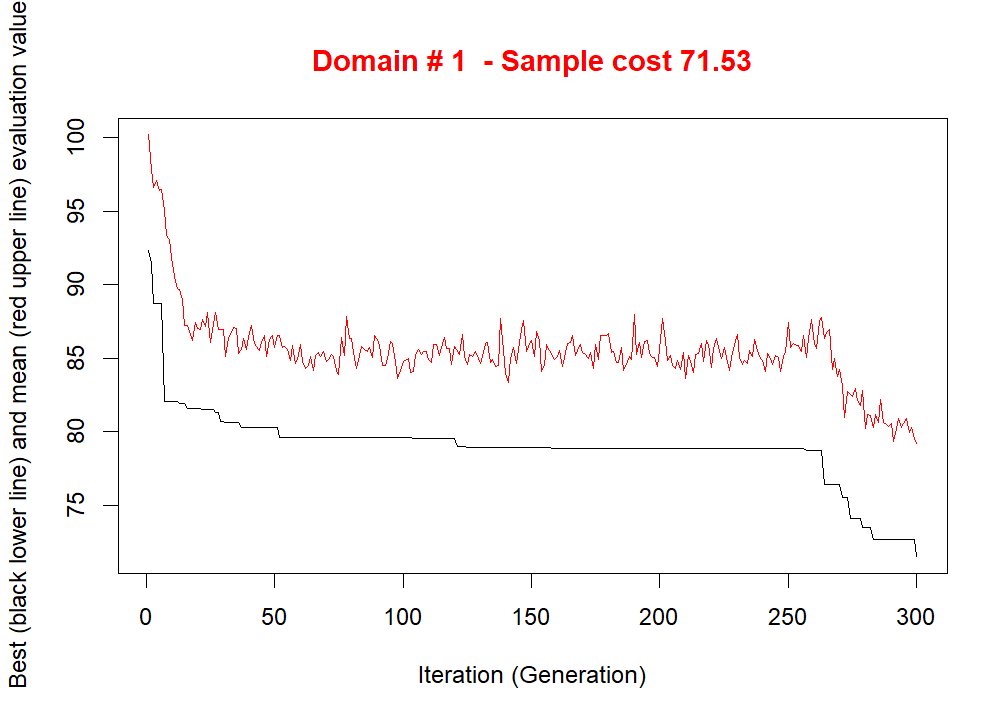 Domain # 1  - Sample cost 71.53
Best (black lower line) and mean (red upper line) evaluation value
100
95
90
85
80
75
0 50 100 150 200 250 300
Iteration (Generation)